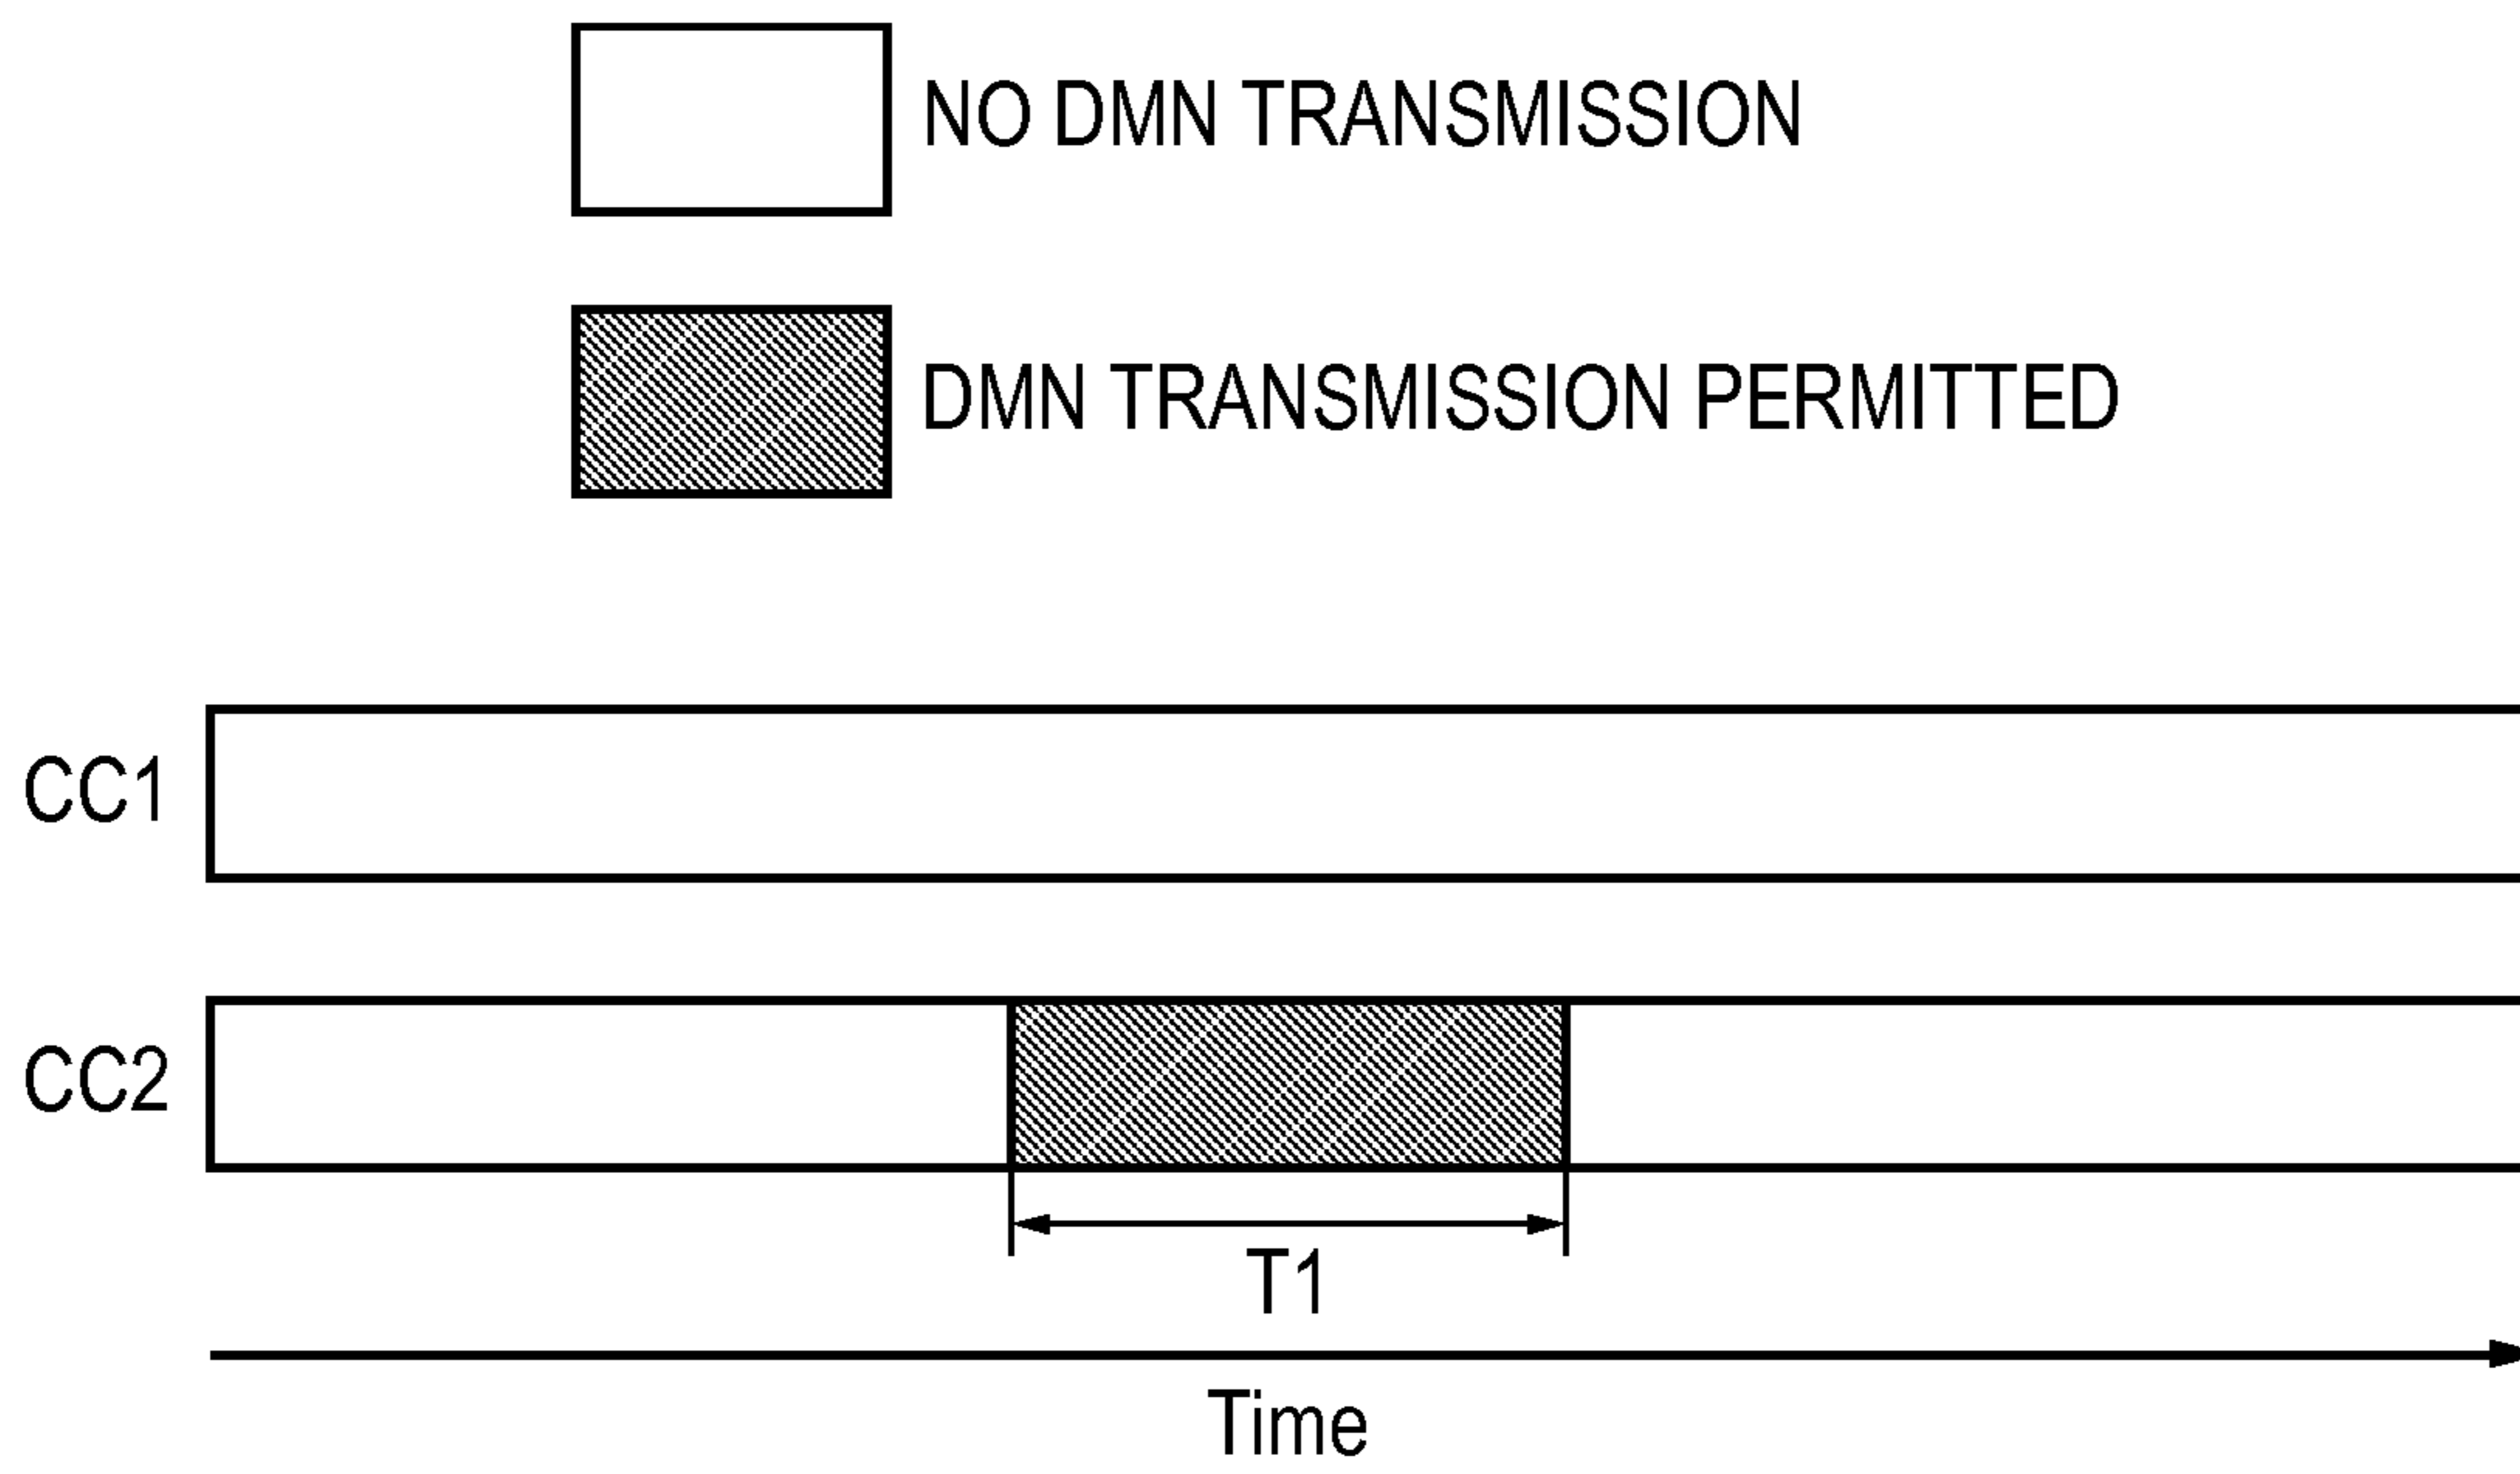 NO DMN TRANSMISSION
DMN TRANSMISSION PERMITTED
CC1
CC2
T1
Time